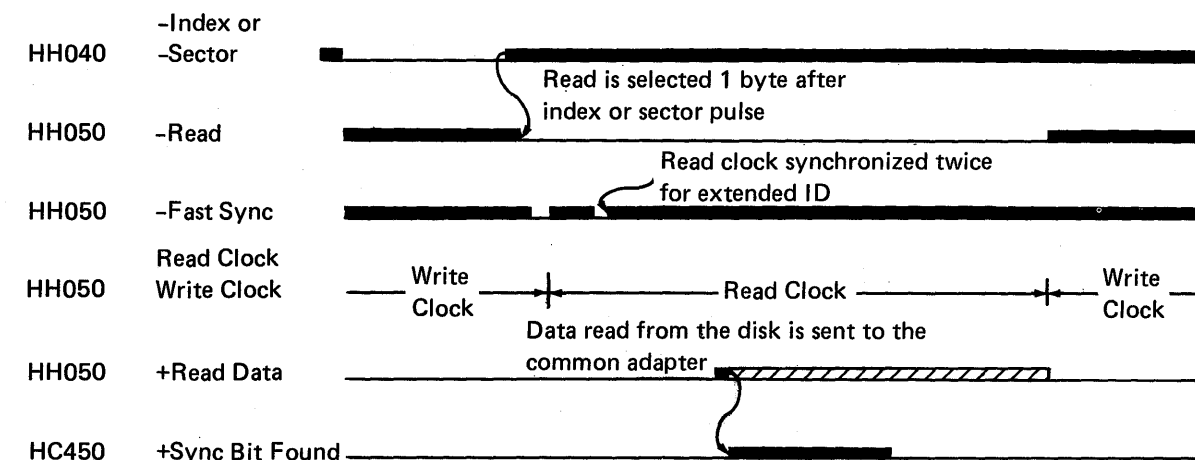 –Index or
HH040 –Sector
Read is selected 1 byte after
index or sector pulse
HH050 –Read
Read clock synchronized twice
for extended ID
HH050 –Fast Sync
Read Clock
HH050 Write Clock
Write
Clock
Read Clock
Write
Clock
Data read from the disk is sent to the
common adapter
HH050 +Read Data
HC450 +Sync Bit Found